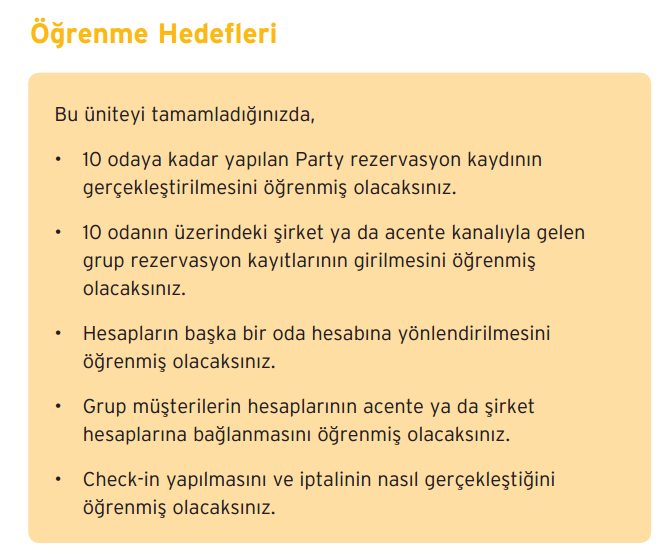 Öğrenme Hedefleri
Bu üniteyi tamamladığınızda,
• 10 odaya kadar yapılan Party rezervasyon kaydının
gerçekleştirilmesini öğrenmiş olacaksınız.
• 10 odanın üzerindeki şirket ya da acente kanalıyla gelen
grup rezervasyon kayıtlarının girilmesini öğrenmiş
olacaksınız.
• Hesapların başka bir oda hesabına yönlendirilmesini
öğrenmiş olacaksınız.
• Grup müşterilerin hesaplarının acente ya da şirket
hesaplarına bağlanmasını öğrenmiş olacaksınız.
• Check-in yapılmasını ve iptalinin nasıl gerçekleştiğini
öğrenmiş olacaksınız.